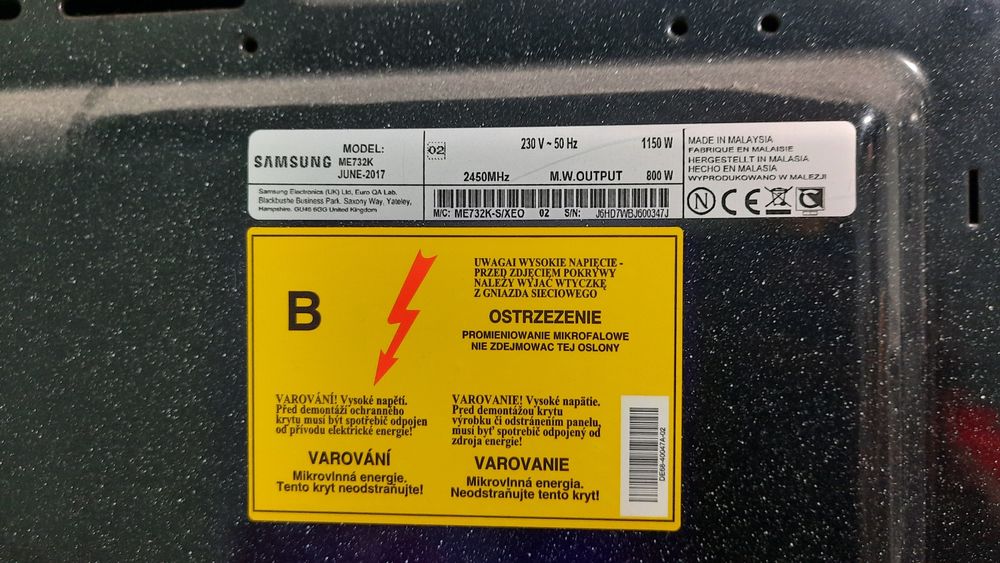 SAMSUNG
MODEL:
ME732K
JUNE-2017
Samsung Electronics (UK) Ltd, Euro QA Lab.
Blackbushe Business Park. Saxony Way, Yateley,
Hampshire. GU46 6GG United Kingdom
02
230 V ~ 50 Hz 1150 W
2450MHz M.W.OUTPUT 800 W
M/C: ME732K-S/XEO 02 S/N: J6HD7WBJ600347J
MADE IN MALAYSIA
FABRIQUE EN MALAISIE
HERGESTELLT IN MALASIA
HECHO EN MALASIA
WYPRODUKOWANO W MALEZJI
N CE
B
UWAGAI WYSOKIE NAPIĘCIE -
PRZED ZDJĘCIEM POKRYWY
NALEŻY WYJAĆ WTYCZKĘ
Z GNIAZDA SIECIOWEGO
OSTRZEZENIE
PROMIENIOWANIE MIKROFALOWE
NIE ZDEJMOWAC TEJ OSLONY
VAROVÁNÍ! Vysoké napětí.
Před demontáží ochranného
krytu musí být spotřebič odpojen
od přívodu elektrické energie!
VAROVÁNÍ
Mikrovlnná energie.
Tento kryt neodstraňujte!
VAROVANIE! Vysoké napätie.
Pred demontážou krytu
výrobku či odstránením panelu,
musí byť spotrebič odpojený od
zdroja energie!
VAROVANIE
Mikrovlnná energia.
Neodstraňujte tento kryt!
DE68-40047A-02